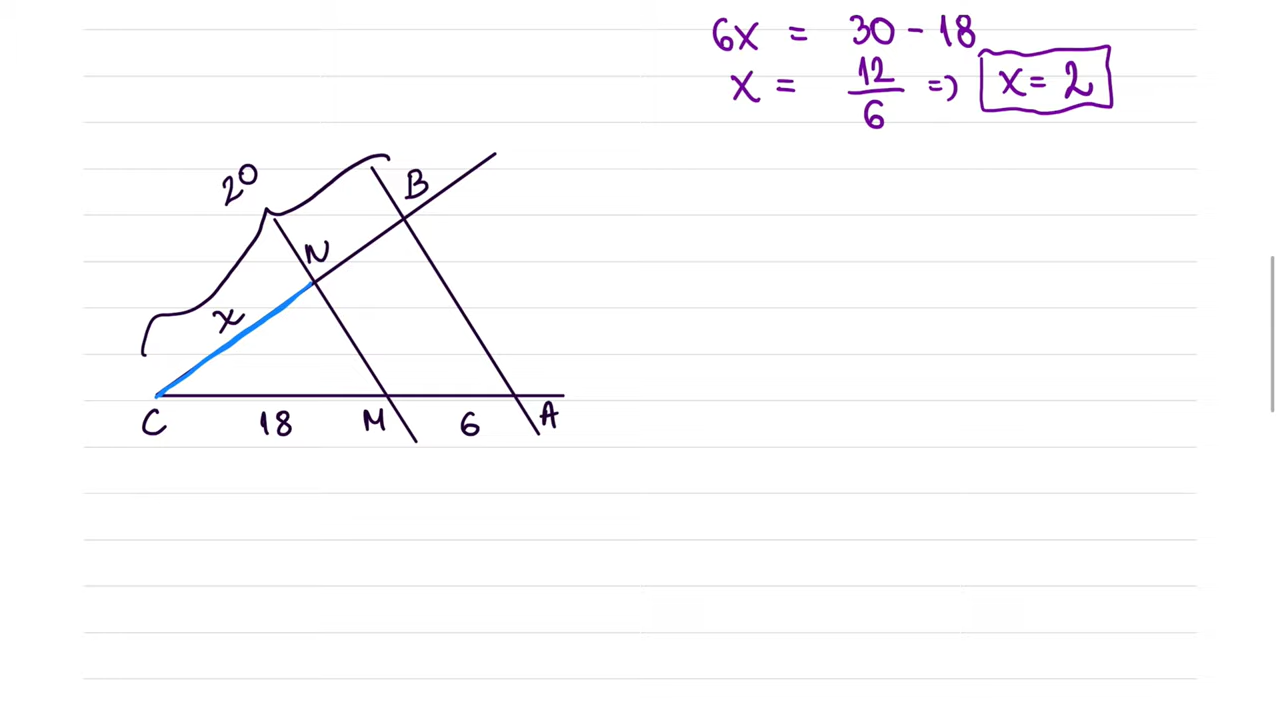 6x = 30 - 18
x = 12/6 => x = 2
20
B
N
x
C 18 M 6 A